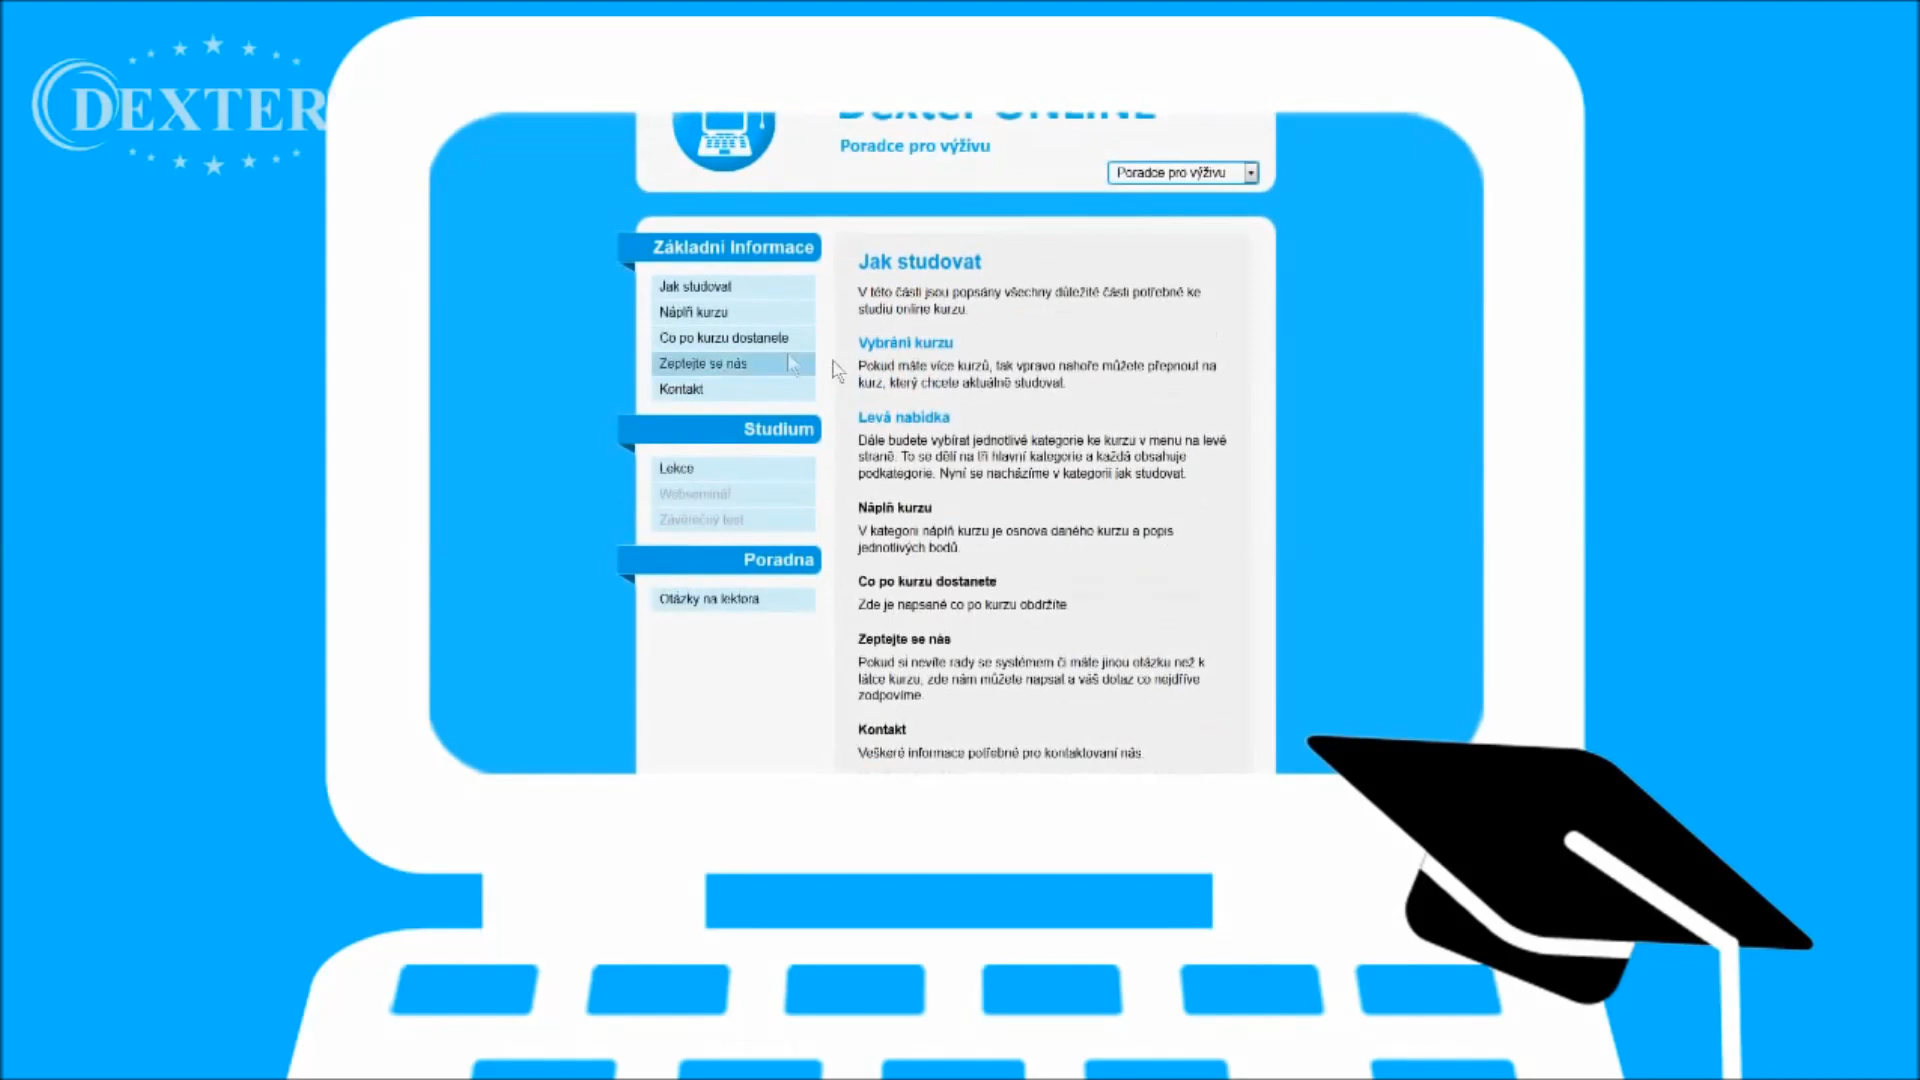 DEXTER
Dexter ONLINE
Poradce pro výživu
Poradce pro výživu
Základní Informace
Jak studovat
Náplň kurzu
Co po kurzu dostanete
Zeptejte se nás
Kontakt
Studium
Lekce
Webseminář
Závěrečný test
Poradna
Otázky na lektora
Jak studovat
V této části jsou popsány všechny důležité části potřebné ke
studiu online kurzu.
Vybrání kurzu
Pokud máte více kurzů, tak vpravo nahoře můžete přepnout na
kurz, který chcete aktuálně studovat.
Levá nabídka
Dále budete vybírat jednotlivé kategorie ke kurzu v menu na levé
straně. To se dělí na tři hlavní kategorie a každá obsahuje
podkategorie. Nyní se nacházíme v kategorii jak studovat.
Náplň kurzu
V kategorii náplň kurzu je osnova daného kurzu a popis
jednotlivých bodů.
Co po kurzu dostanete
Zde je napsané co po kurzu obdržíte
Zeptejte se nás
Pokud si nevíte rady se systémem či máte jinou otázku než k
látce kurzu, zde nám můžete napsat a váš dotaz co nejdříve
zodpovíme.
Kontakt
Veškeré informace potřebné pro kontaktovaní nás.